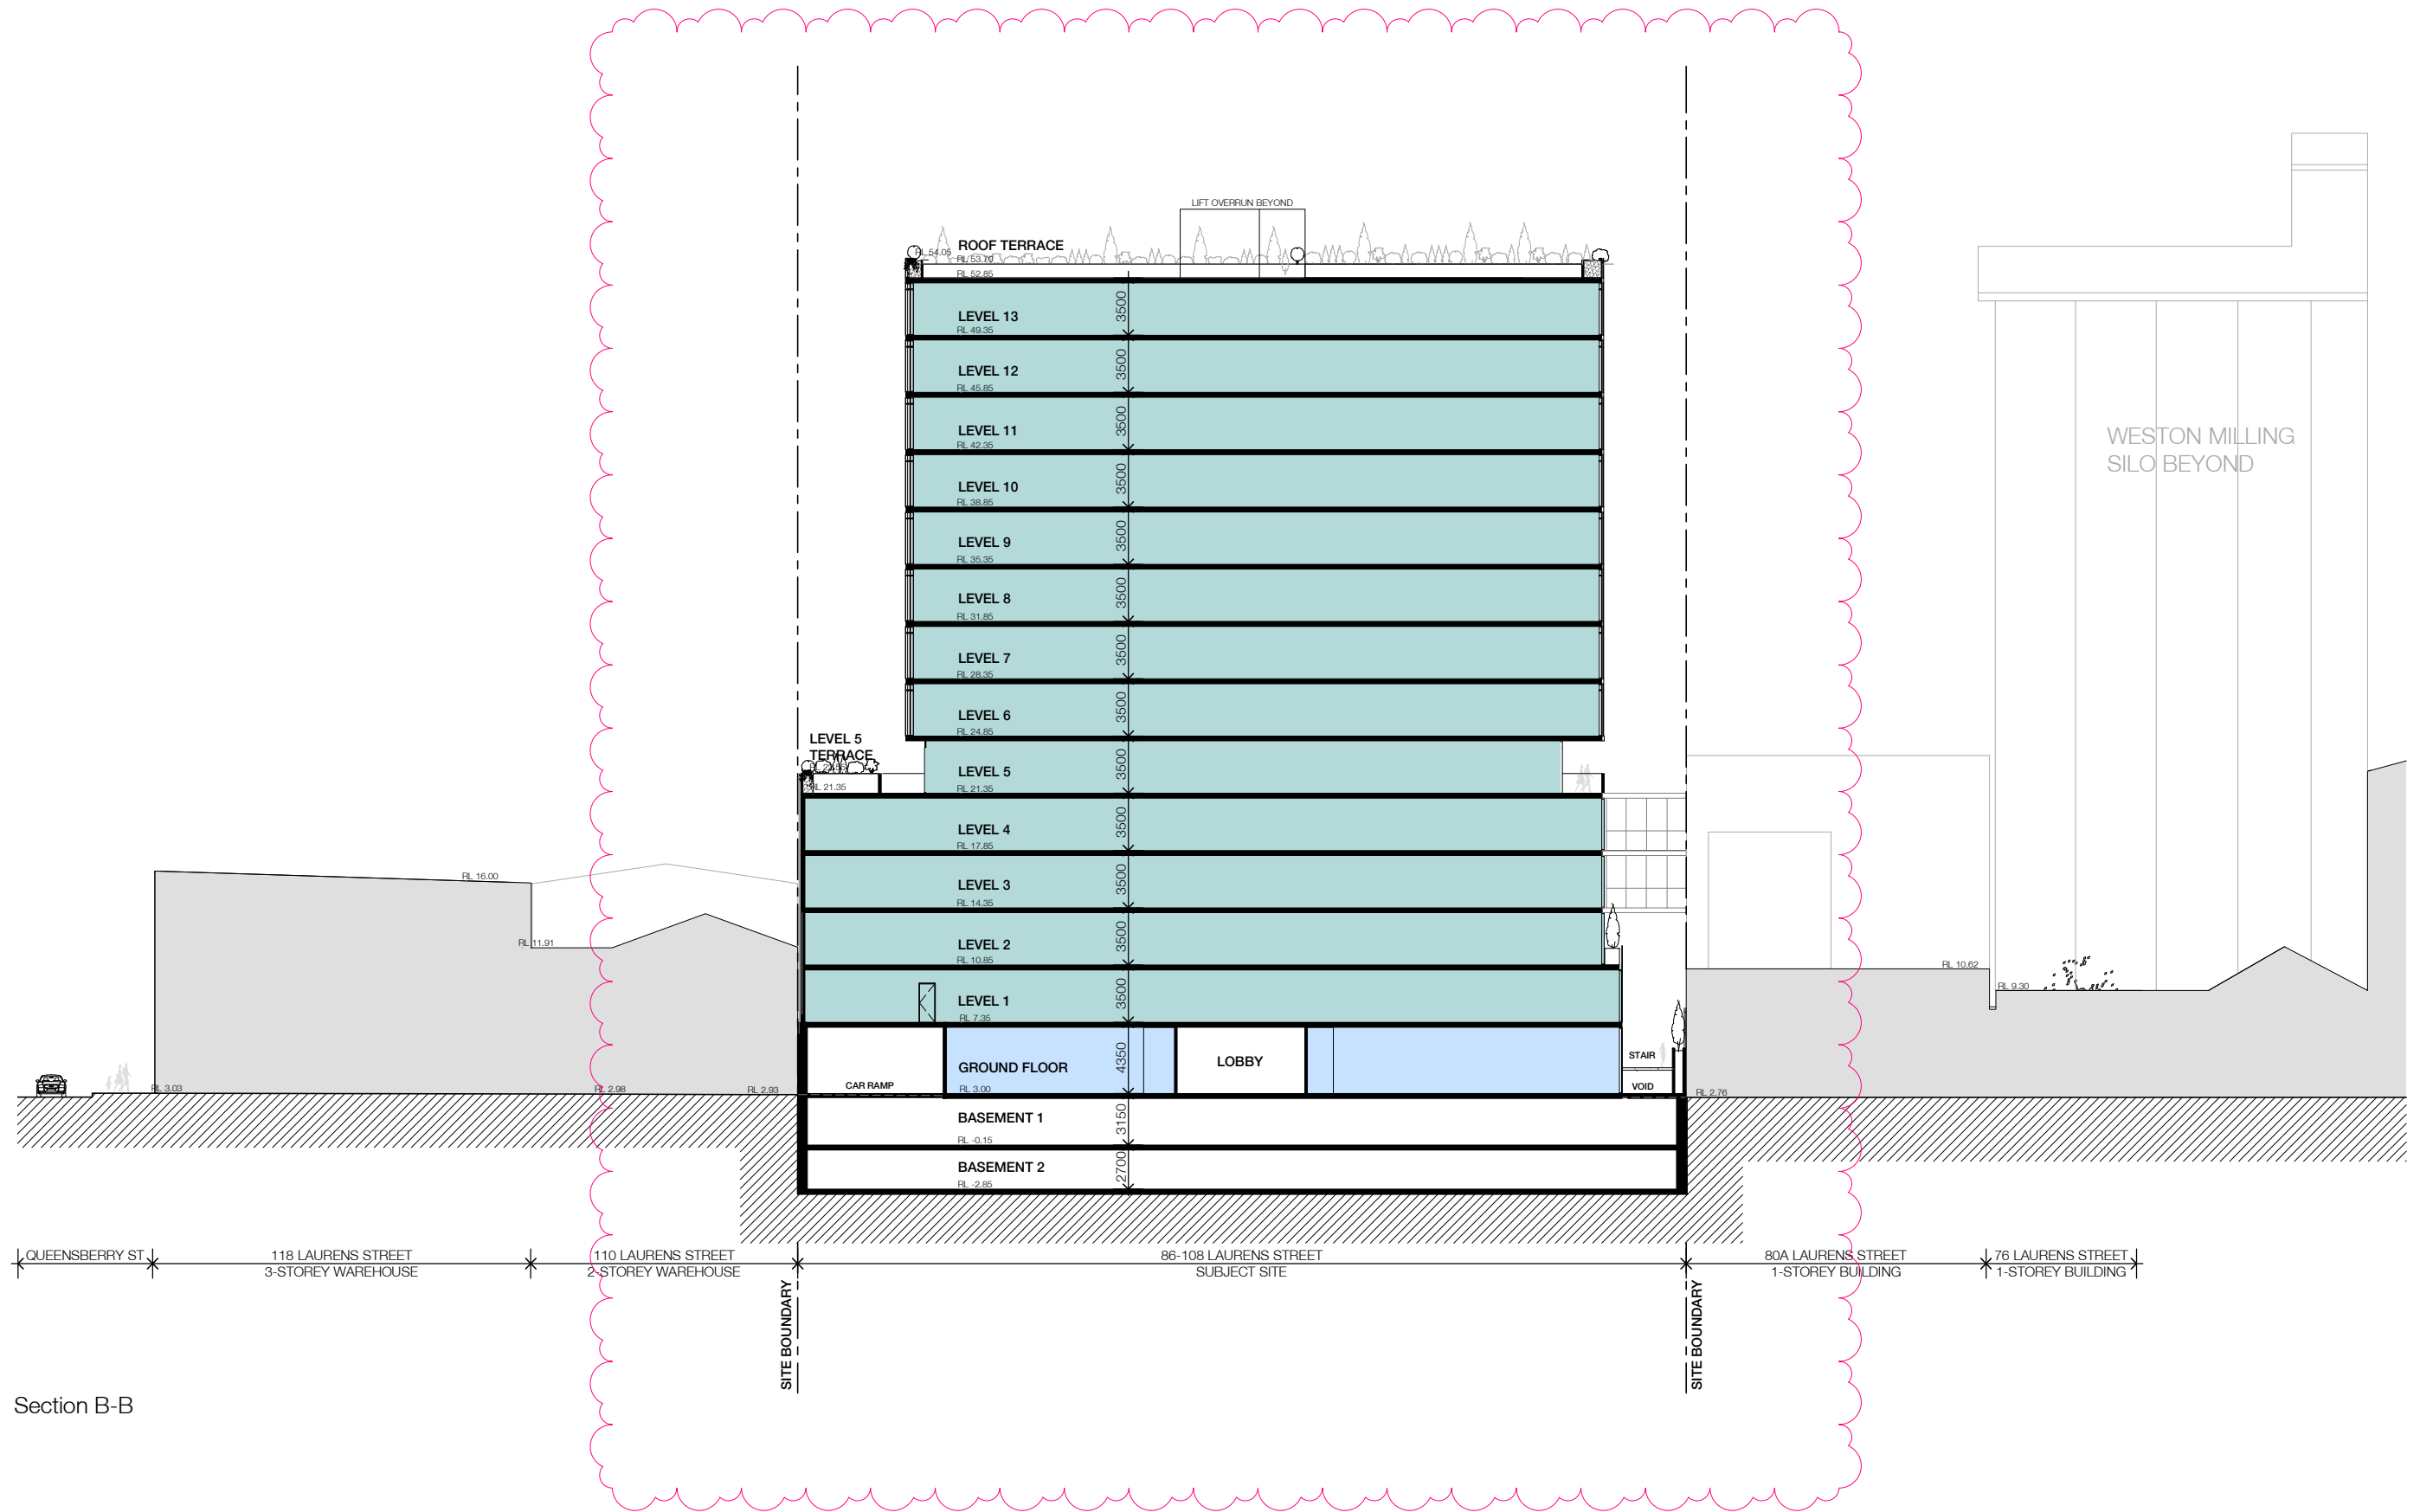 LIFT OVERRUN BEYOND
ROOF TERRACE
RL 54.05
RL 53.70
RL 52.85
LEVEL 13
RL 49.35
3500
LEVEL 12
RL 45.85
3500
LEVEL 11
RL 42.35
3500
WESTON MILLING
SILO BEYOND
LEVEL 10
RL 38.85
3500
LEVEL 9
RL 35.35
3500
LEVEL 8
RL 31.85
3500
LEVEL 7
RL 28.35
3500
LEVEL 6
RL 24.85
3500
LEVEL 5
TERRACE
RL 21.35
LEVEL 5
RL 21.35
3500
LEVEL 4
RL 17.85
3500
LEVEL 3
RL 14.35
3500
RL 16.00
RL 11.91
LEVEL 2
RL 10.85
3500
RL 10.62
RL 9.30
LEVEL 1
RL 7.35
3500
GROUND FLOOR
RL 3.00
4350
LOBBY
CAR RAMP
STAIR
VOID
RL 3.03
RL 2.98
RL 2.93
RL 2.76
BASEMENT 1
RL -0.15
3150
BASEMENT 2
RL -2.85
2700
QUEENSBERRY ST
118 LAURENS STREET
3-STOREY WAREHOUSE
110 LAURENS STREET
2-STOREY WAREHOUSE
86-108 LAURENS STREET
SUBJECT SITE
80A LAURENS STREET
1-STOREY BUILDING
76 LAURENS STREET
1-STOREY BUILDING
SITE BOUNDARY
SITE BOUNDARY
Section B-B